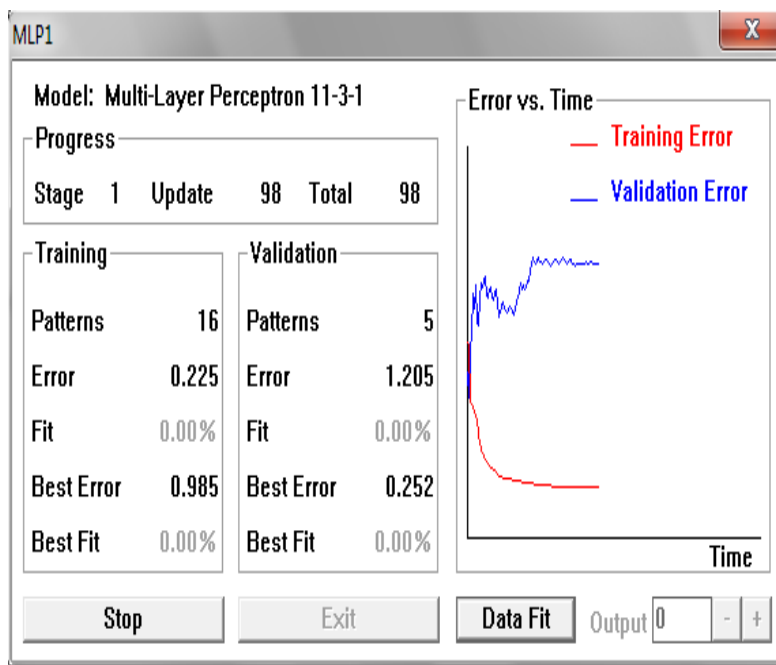 MLP1
X
Model: Multi-Layer Perceptron 11-3-1
Progress
Stage 1 Update 98 Total 98
Training
Patterns 16
Error 0.225
Fit 0.00%
Best Error 0.985
Best Fit 0.00%
Validation
Patterns 5
Error 1.205
Fit 0.00%
Best Error 0.252
Best Fit 0.00%
Error vs. Time
Training Error
Validation Error
Time
Stop Exit Data Fit Output 0 - +